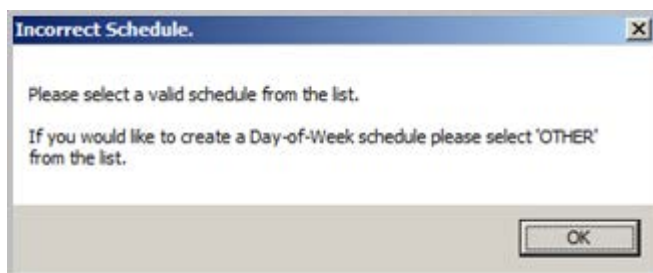 Incorrect Schedule.
Please select a valid schedule from the list.
If you would like to create a Day-of-Week schedule please select 'OTHER'
from the list.
OK